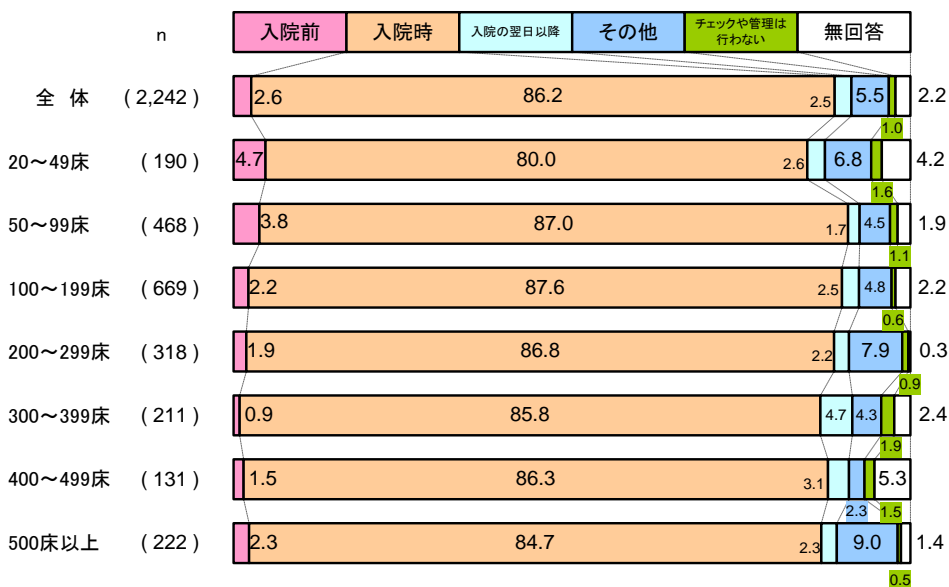 n 入院前 入院時 入院の翌日以降 その他 チェックや管理は行わない 無回答
全 体 (2,242) 2.6 86.2 2.5 5.5 1.0 2.2
20～49床 (190) 4.7 80.0 2.6 6.8 1.6 4.2
50～99床 (468) 3.8 87.0 1.7 4.5 1.1 1.9
100～199床 (669) 2.2 87.6 2.5 4.8 0.6 2.2
200～299床 (318) 1.9 86.8 2.2 7.9 0.9 0.3
300～399床 (211) 0.9 85.8 4.7 4.3 1.9 2.4
400～499床 (131) 1.5 86.3 3.1 2.3 1.5 5.3
500床以上 (222) 2.3 84.7 2.3 9.0 0.5 1.4